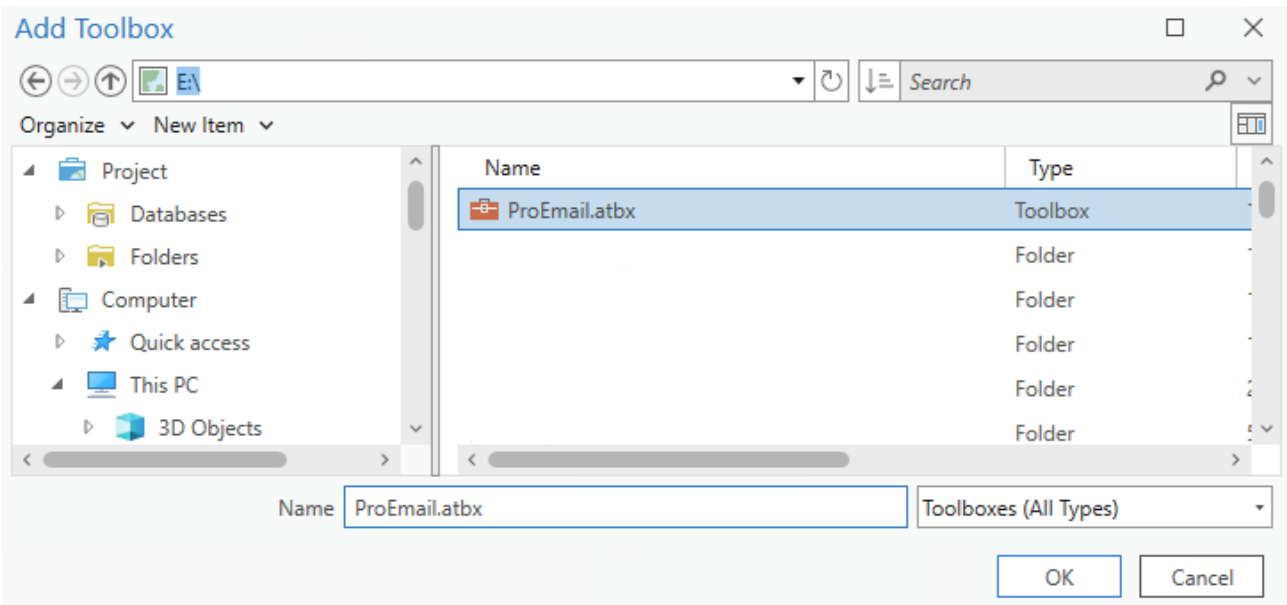 Add Toolbox
E:\ Search
Organize New Item
Project
Databases
Folders
Computer
Quick access
This PC
3D Objects
Name Type
ProEmail.atbx Toolbox
Folder
Folder
Folder
Folder
Folder
Name ProEmail.atbx Toolboxes (All Types)
OK Cancel